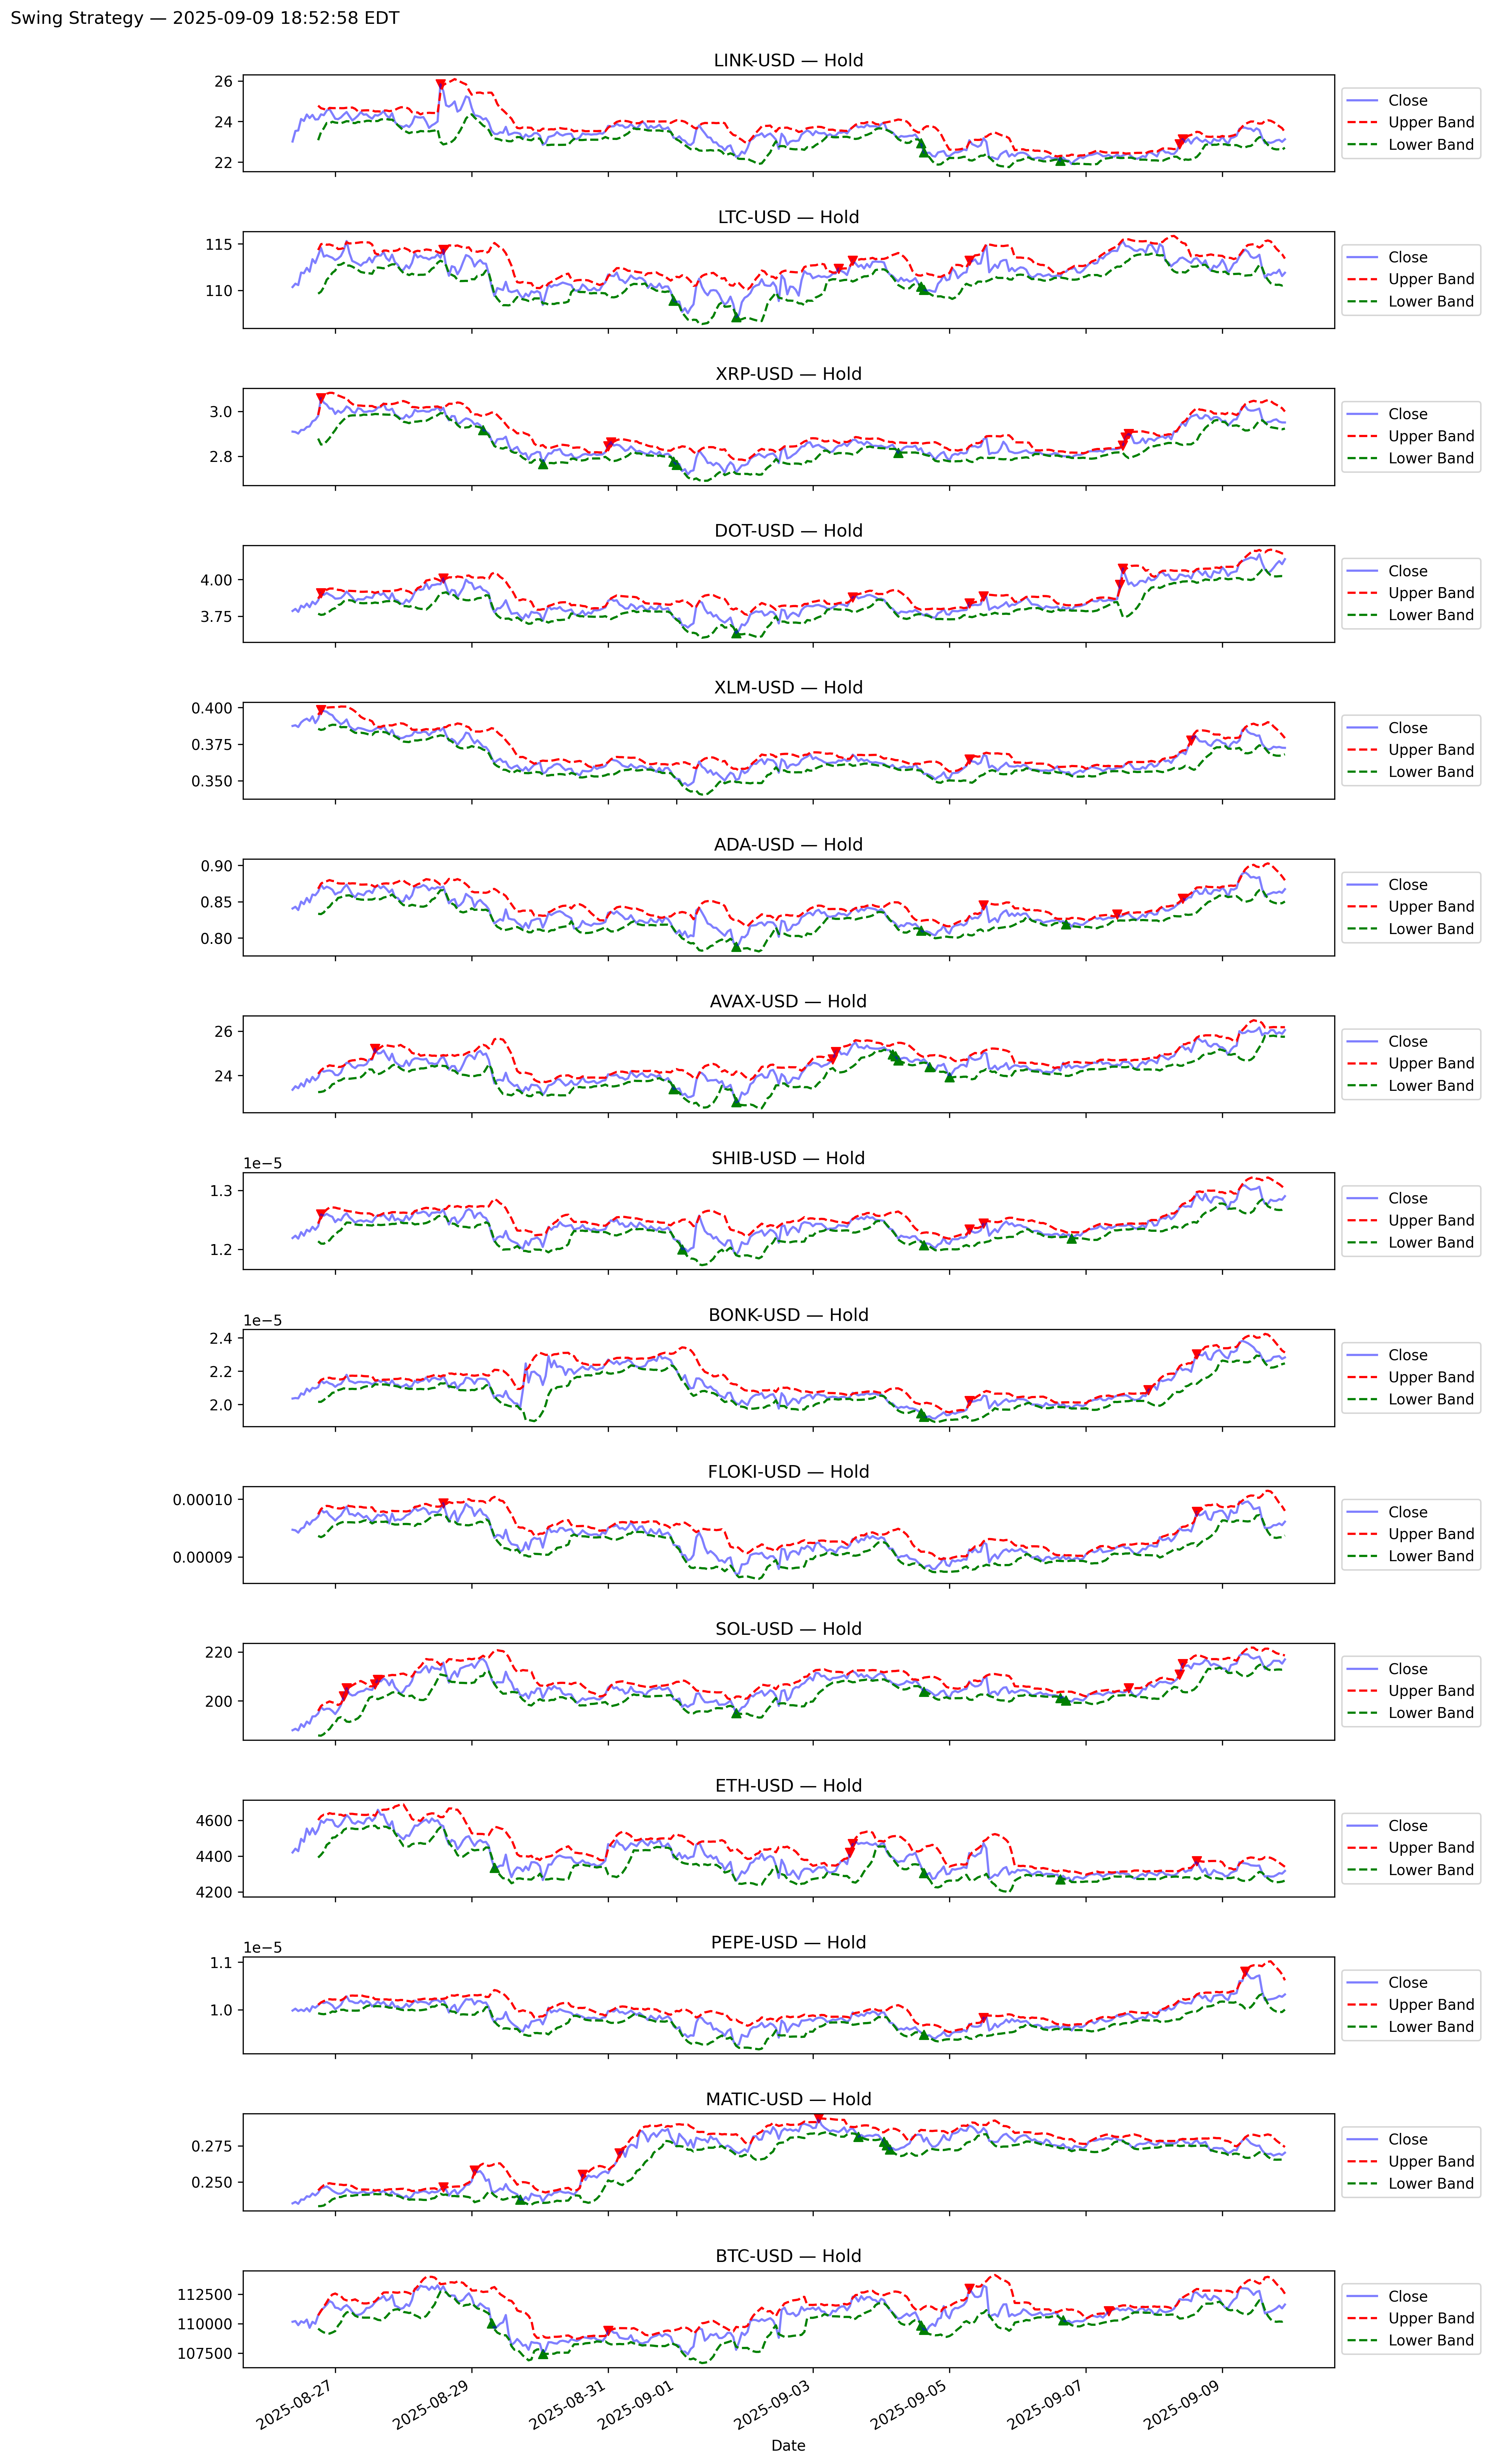 Swing Strategy — 2025-09-09 18:52:58 EDT
LINK-USD — Hold
26
24
22
Close
Upper Band
Lower Band
LTC-USD — Hold
115
110
Close
Upper Band
Lower Band
XRP-USD — Hold
3.0
2.8
Close
Upper Band
Lower Band
DOT-USD — Hold
4.00
3.75
Close
Upper Band
Lower Band
XLM-USD — Hold
0.400
0.375
0.350
Close
Upper Band
Lower Band
ADA-USD — Hold
0.90
0.85
0.80
Close
Upper Band
Lower Band
AVAX-USD — Hold
26
24
Close
Upper Band
Lower Band
SHIB-USD — Hold
1e−5
1.3
1.2
Close
Upper Band
Lower Band
BONK-USD — Hold
1e−5
2.4
2.2
2.0
Close
Upper Band
Lower Band
FLOKI-USD — Hold
0.00010
0.00009
Close
Upper Band
Lower Band
SOL-USD — Hold
220
200
Close
Upper Band
Lower Band
ETH-USD — Hold
4600
4400
4200
Close
Upper Band
Lower Band
PEPE-USD — Hold
1e−5
1.1
1.0
Close
Upper Band
Lower Band
MATIC-USD — Hold
0.275
0.250
Close
Upper Band
Lower Band
BTC-USD — Hold
112500
110000
107500
Close
Upper Band
Lower Band
2025-08-27
2025-08-29
2025-08-31
2025-09-01
2025-09-03
2025-09-05
2025-09-07
2025-09-09
Date